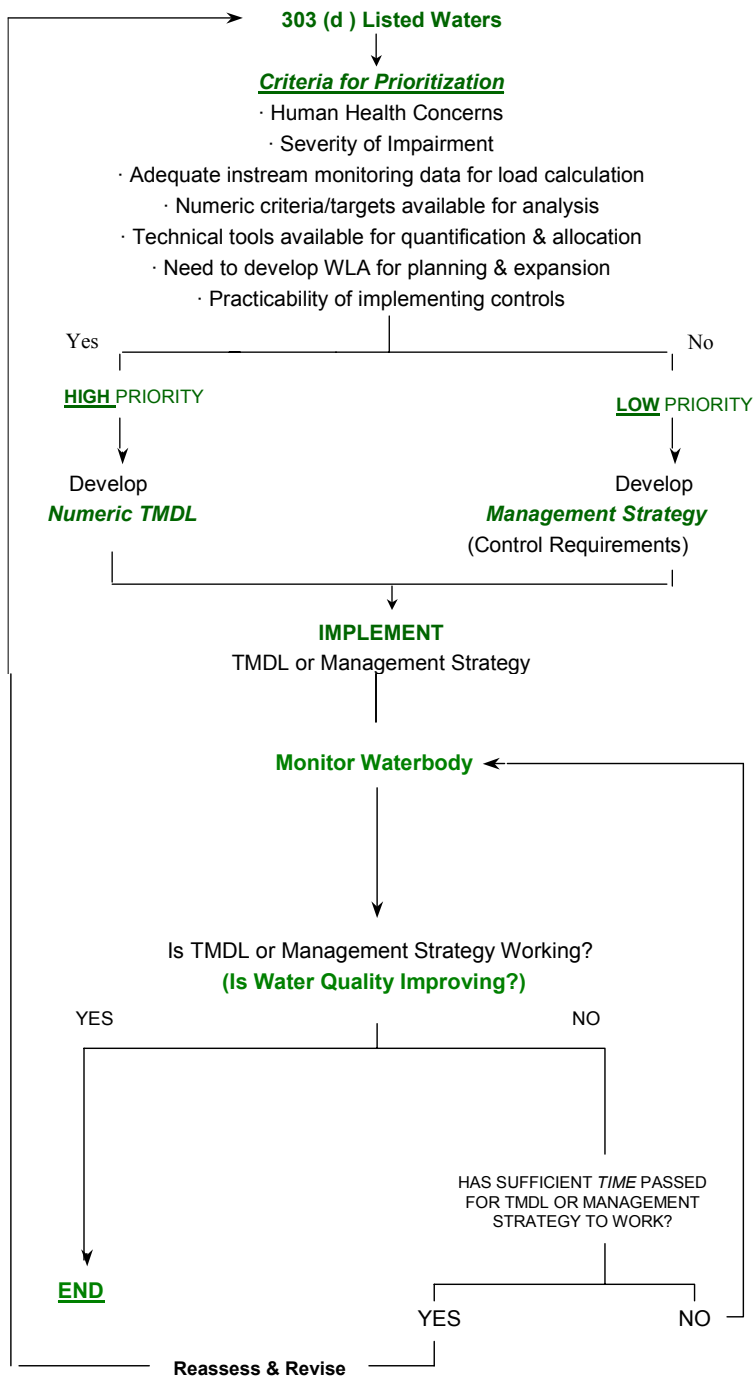 303 (d ) Listed Waters
Criteria for Prioritization
· Human Health Concerns
· Severity of Impairment
· Adequate instream monitoring data for load calculation
· Numeric criteria/targets available for analysis
· Technical tools available for quantification & allocation
· Need to develop WLA for planning & expansion
· Practicability of implementing controls
Yes
No
HIGH PRIORITY
LOW PRIORITY
Develop
Numeric TMDL
Develop
Management Strategy
(Control Requirements)
IMPLEMENT
TMDL or Management Strategy
Monitor Waterbody
Is TMDL or Management Strategy Working?
(Is Water Quality Improving?)
YES
NO
HAS SUFFICIENT TIME PASSED
FOR TMDL OR MANAGEMENT
STRATEGY TO WORK?
END
YES
NO
Reassess & Revise